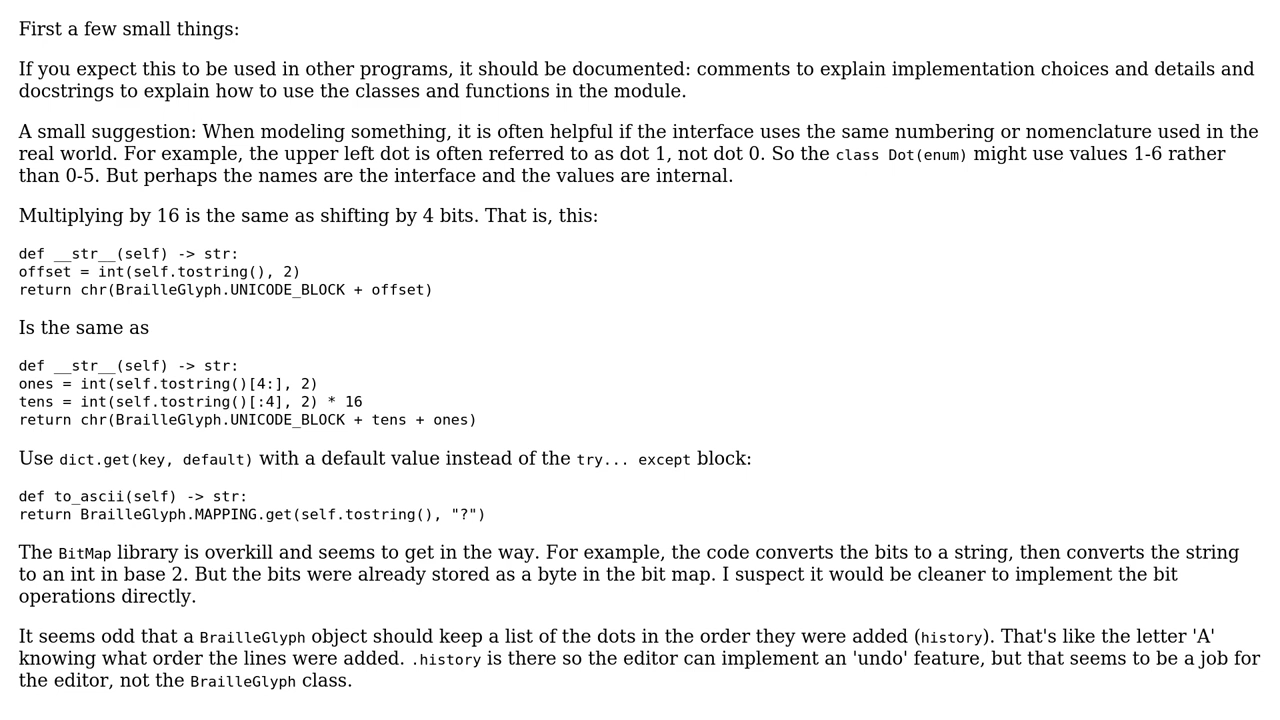 First a few small things:
If you expect this to be used in other programs, it should be documented: comments to explain implementation choices and details and
docstrings to explain how to use the classes and functions in the module.
A small suggestion: When modeling something, it is often helpful if the interface uses the same numbering or nomenclature used in the
real world. For example, the upper left dot is often referred to as dot 1, not dot 0. So the class Dot(enum) might use values 1-6 rather
than 0-5. But perhaps the names are the interface and the values are internal.
Multiplying by 16 is the same as shifting by 4 bits. That is, this:
def __str__(self) -> str:
offset = int(self.tostring(), 2)
return chr(BrailleGlyph.UNICODE_BLOCK + offset)
Is the same as
def __str__(self) -> str:
ones = int(self.tostring()[4:], 2)
tens = int(self.tostring()[:4], 2) * 16
return chr(BrailleGlyph.UNICODE_BLOCK + tens + ones)
Use dict.get(key, default) with a default value instead of the try... except block:
def to_ascii(self) -> str:
return BrailleGlyph.MAPPING.get(self.tostring(), "?")
The BitMap library is overkill and seems to get in the way. For example, the code converts the bits to a string, then converts the string
to an int in base 2. But the bits were already stored as a byte in the bit map. I suspect it would be cleaner to implement the bit
operations directly.
It seems odd that a BrailleGlyph object should keep a list of the dots in the order they were added (history). That's like the letter 'A'
knowing what order the lines were added. .history is there so the editor can implement an 'undo' feature, but that seems to be a job for
the editor, not the BrailleGlyph class.